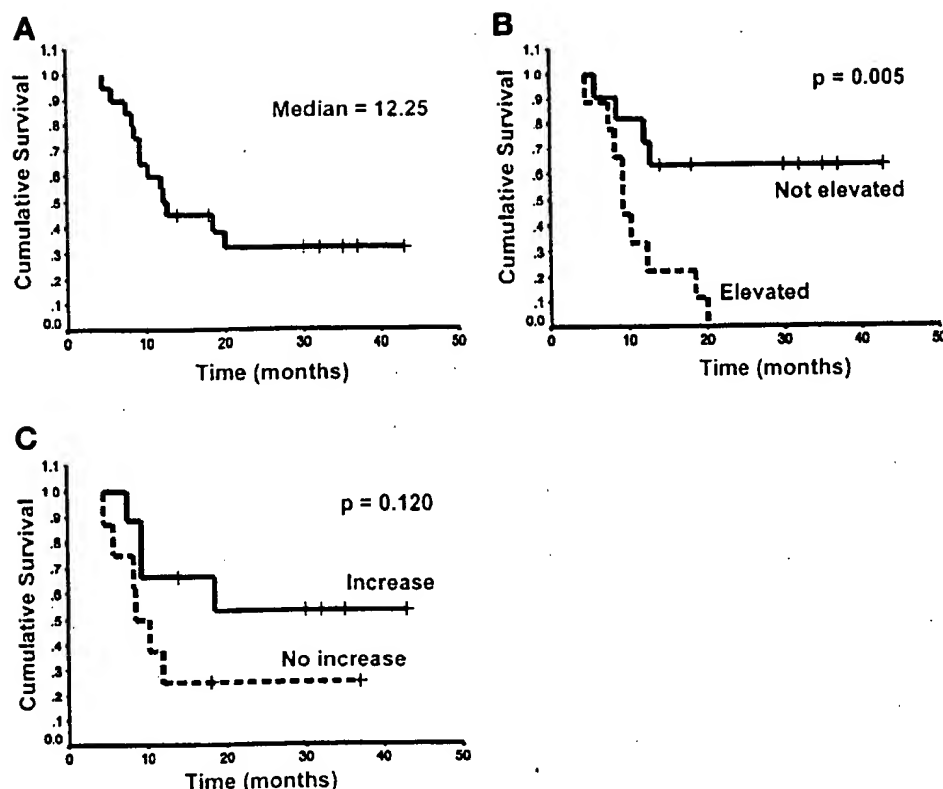 A
Cumulative Survival
1.1
1.0
.9
.8
.7
.6
.5
.4
.3
.2
.1
0.0
Median = 12.25
0 10 20 30 40 50
Time (months)
B
Cumulative Survival
1.1
1.0
.9
.8
.7
.6
.5
.4
.3
.2
.1
0.0
p = 0.005
Not elevated
Elevated
0 10 20 30 40 50
Time (months)
C
Cumulative Survival
1.1
1.0
.9
.8
.7
.6
.5
.4
.3
.2
.1
0.0
p = 0.120
Increase
No increase
0 10 20 30 40 50
Time (months)